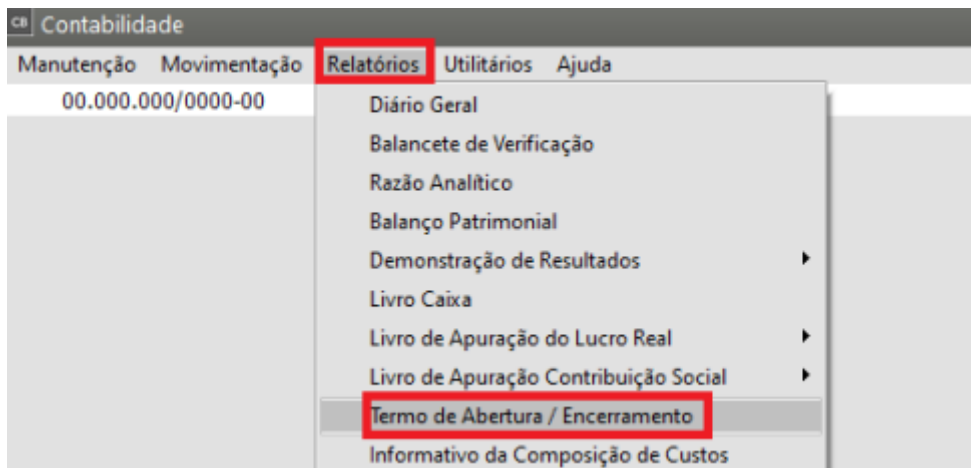 CB Contabilidade
Manutenção Movimentação Relatórios Utilitários Ajuda
00.000.000/0000-00
Diário Geral
Balancete de Verificação
Razão Analítico
Balanço Patrimonial
Demonstração de Resultados
Livro Caixa
Livro de Apuração do Lucro Real
Livro de Apuração Contribuição Social
Termo de Abertura / Encerramento
Informativo da Composição de Custos